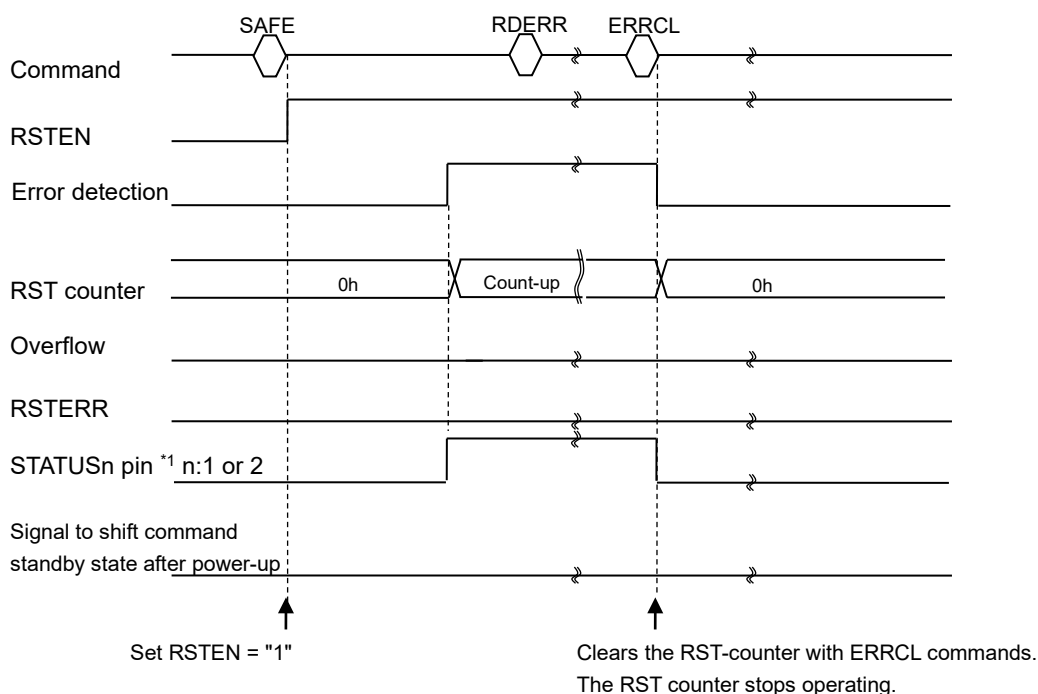 SAFE RDERR ERRCL
Command
RSTEN
Error detection
RST counter 0h Count-up 0h
Overflow
RSTERR
STATUSn pin *1 n:1 or 2
Signal to shift command
standby state after power-up
Set RSTEN = "1"
Clears the RST-counter with ERRCL commands.
The RST counter stops operating.